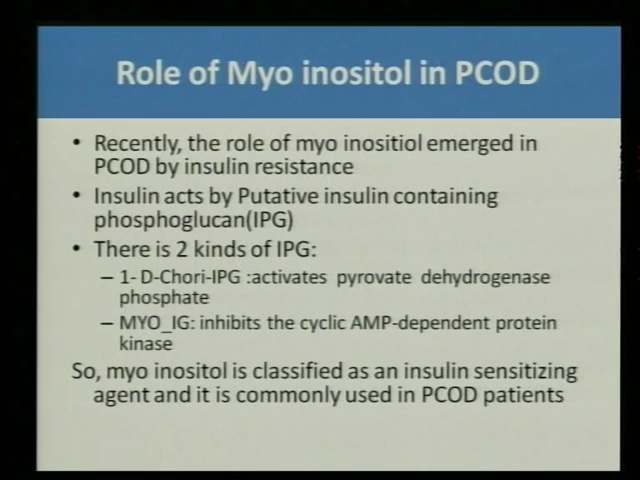 Role of Myo inositol in PCOD
• Recently, the role of myo inositiol emerged in
PCOD by insulin resistance
• Insulin acts by Putative insulin containing
phosphoglucan(IPG)
• There is 2 kinds of IPG:
– 1- D-Chori-IPG :activates pyrovate dehydrogenase
phosphate
– MYO_IG: inhibits the cyclic AMP-dependent protein
kinase
So, myo inositol is classified as an insulin sensitizing
agent and it is commonly used in PCOD patients